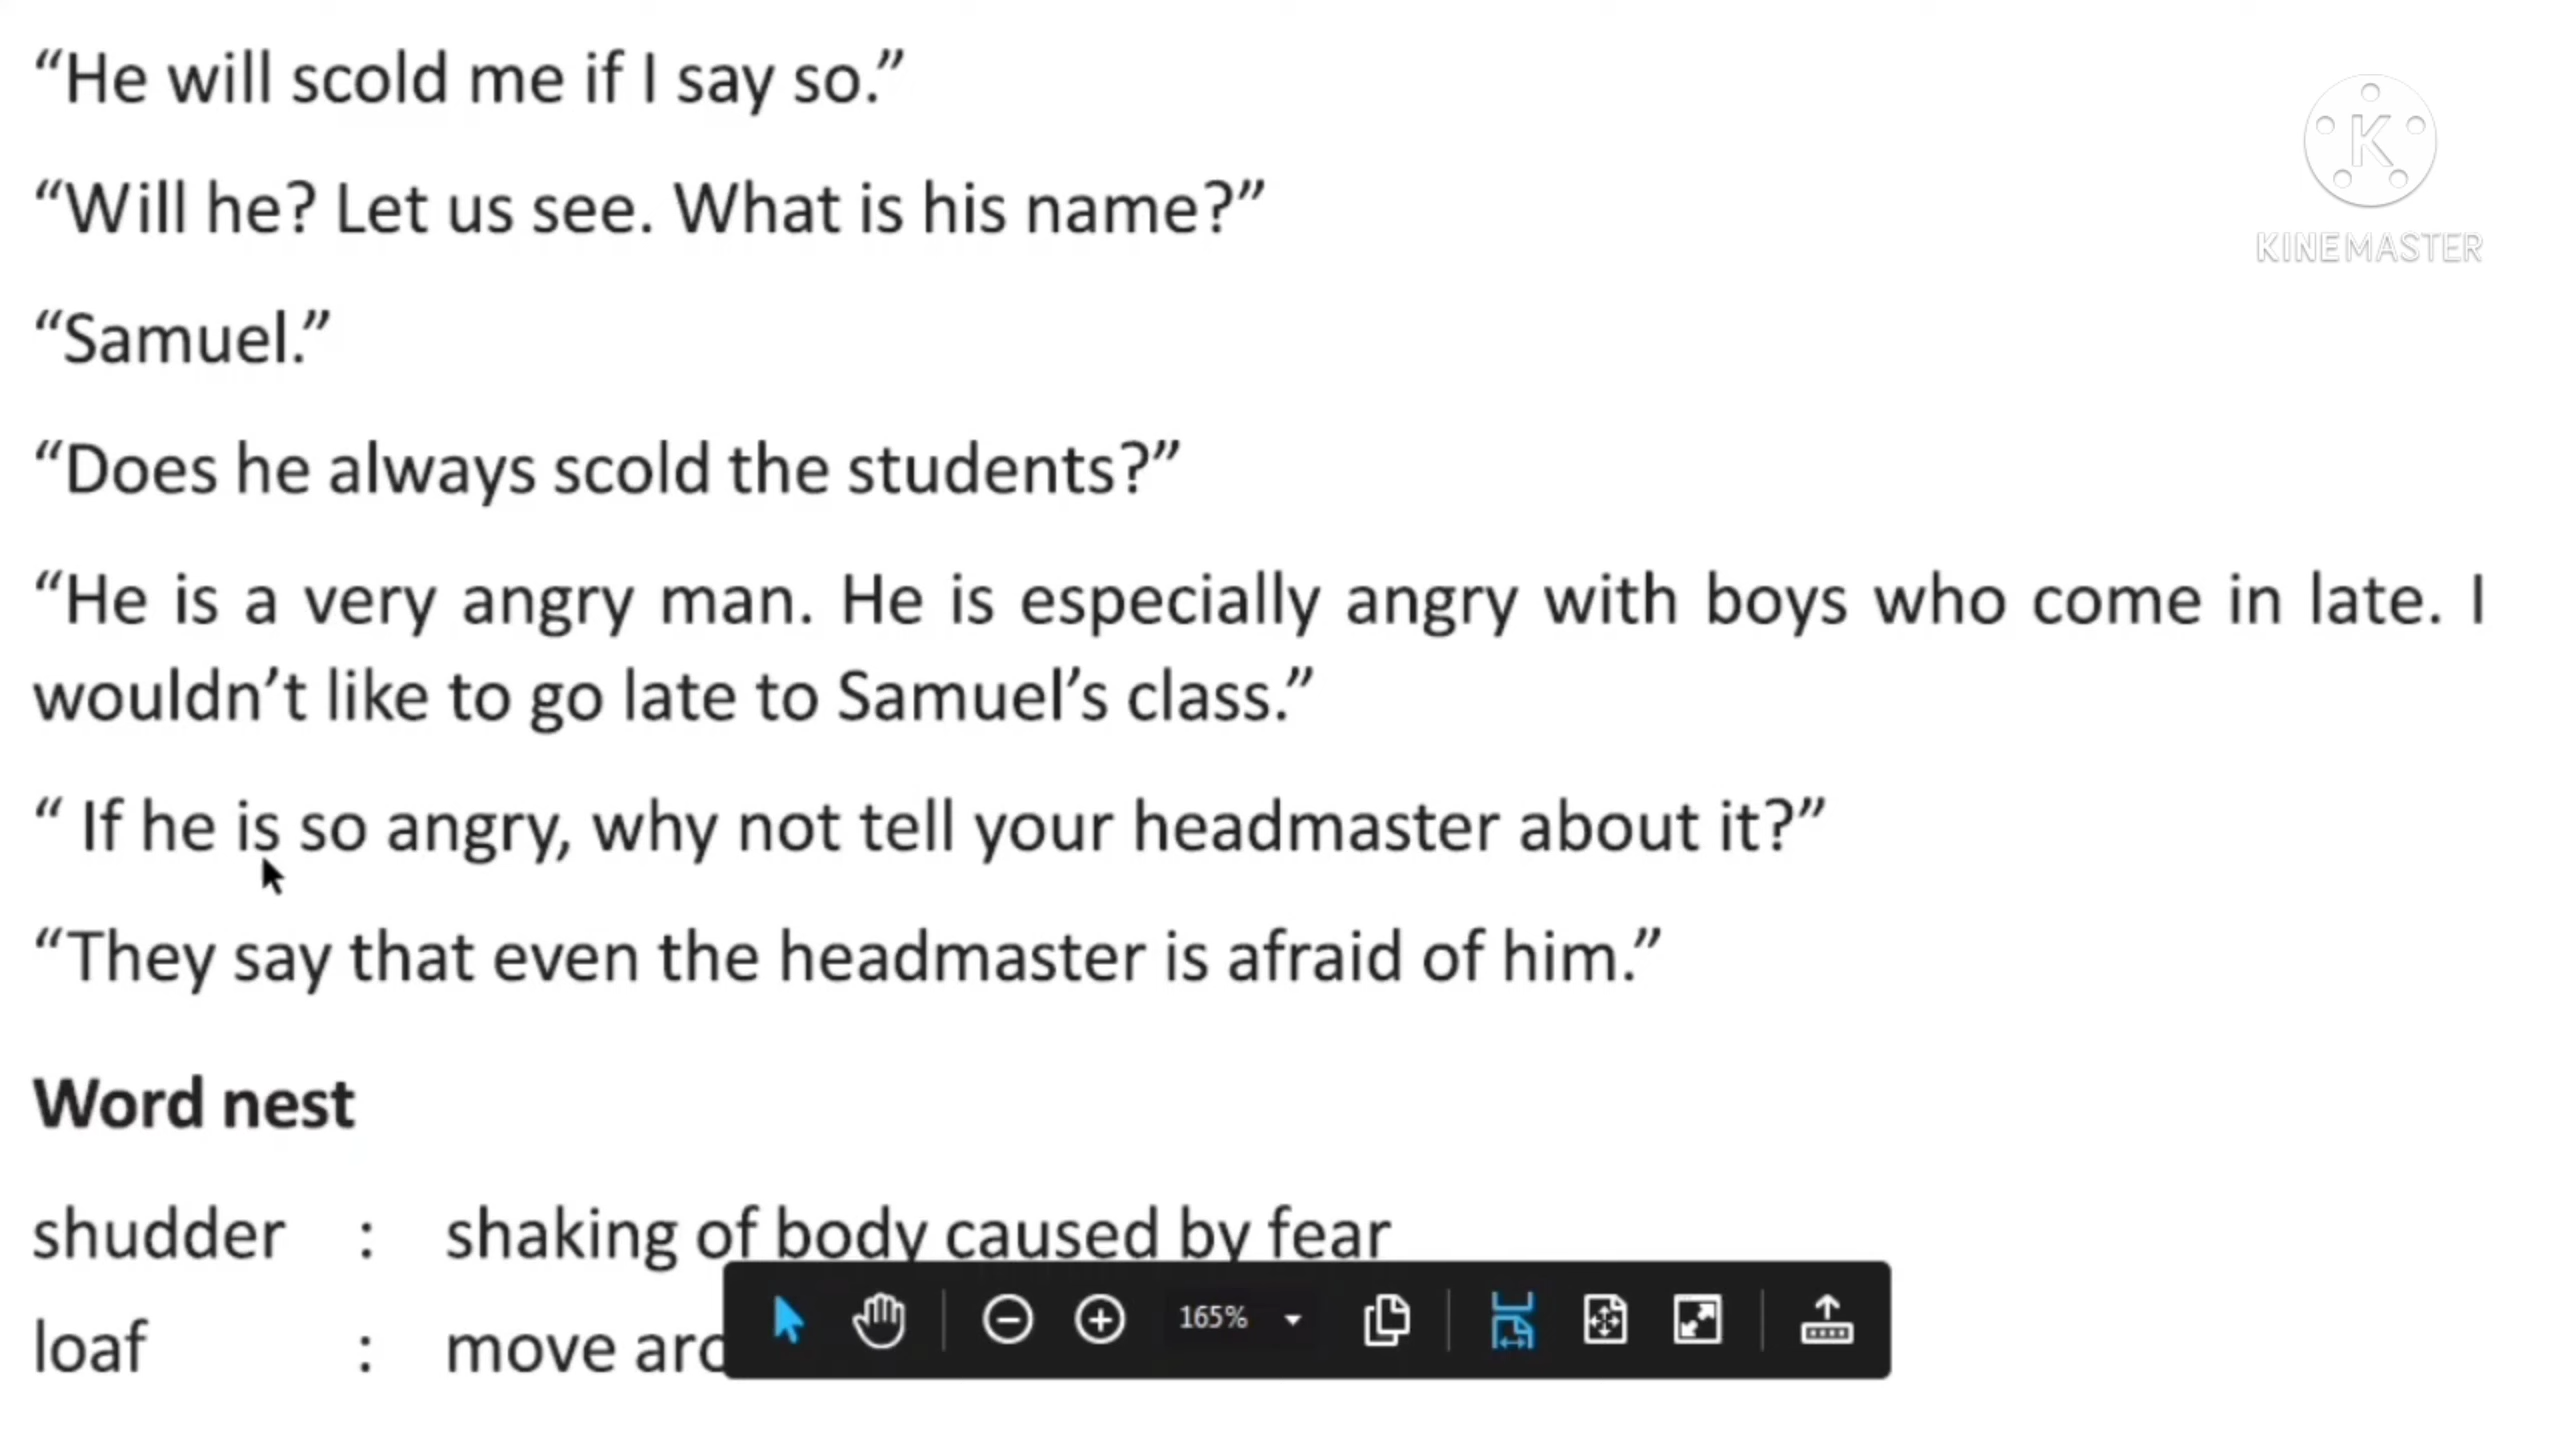 “He will scold me if I say so.”
“Will he? Let us see. What is his name?”
“Samuel.”
“Does he always scold the students?”
“He is a very angry man. He is especially angry with boys who come in late. I
wouldn’t like to go late to Samuel’s class.”
“ If he is so angry, why not tell your headmaster about it?”
“They say that even the headmaster is afraid of him.”
Word nest
shudder : shaking of body caused by fear
loaf : move
165%
K
KINEMASTER